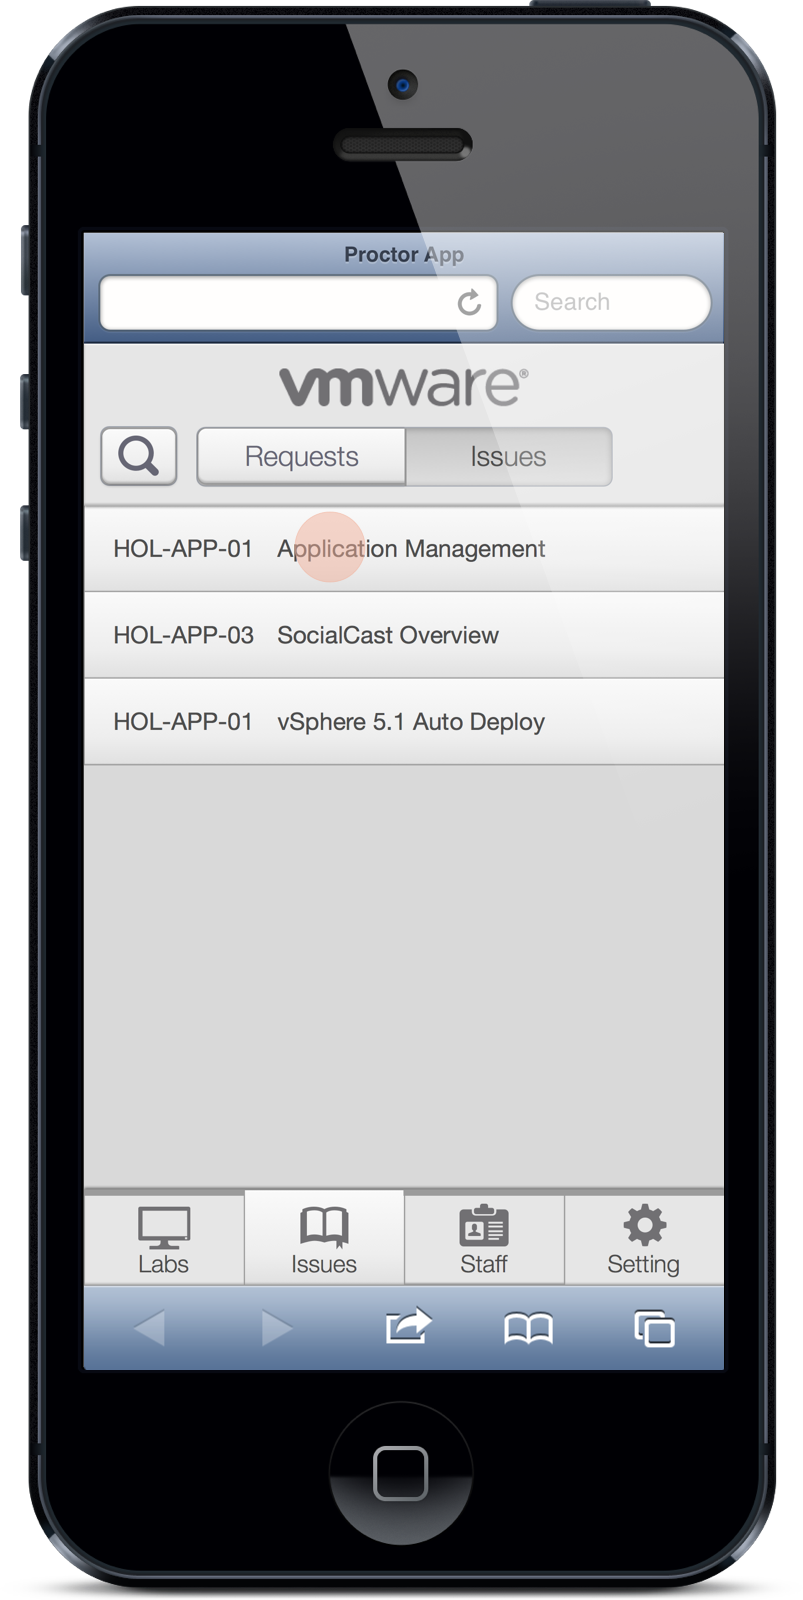 Proctor App
Search
vmware®
Requests Issues
HOL-APP-01 Application Management
HOL-APP-03 SocialCast Overview
HOL-APP-01 vSphere 5.1 Auto Deploy
Labs Issues Staff Setting